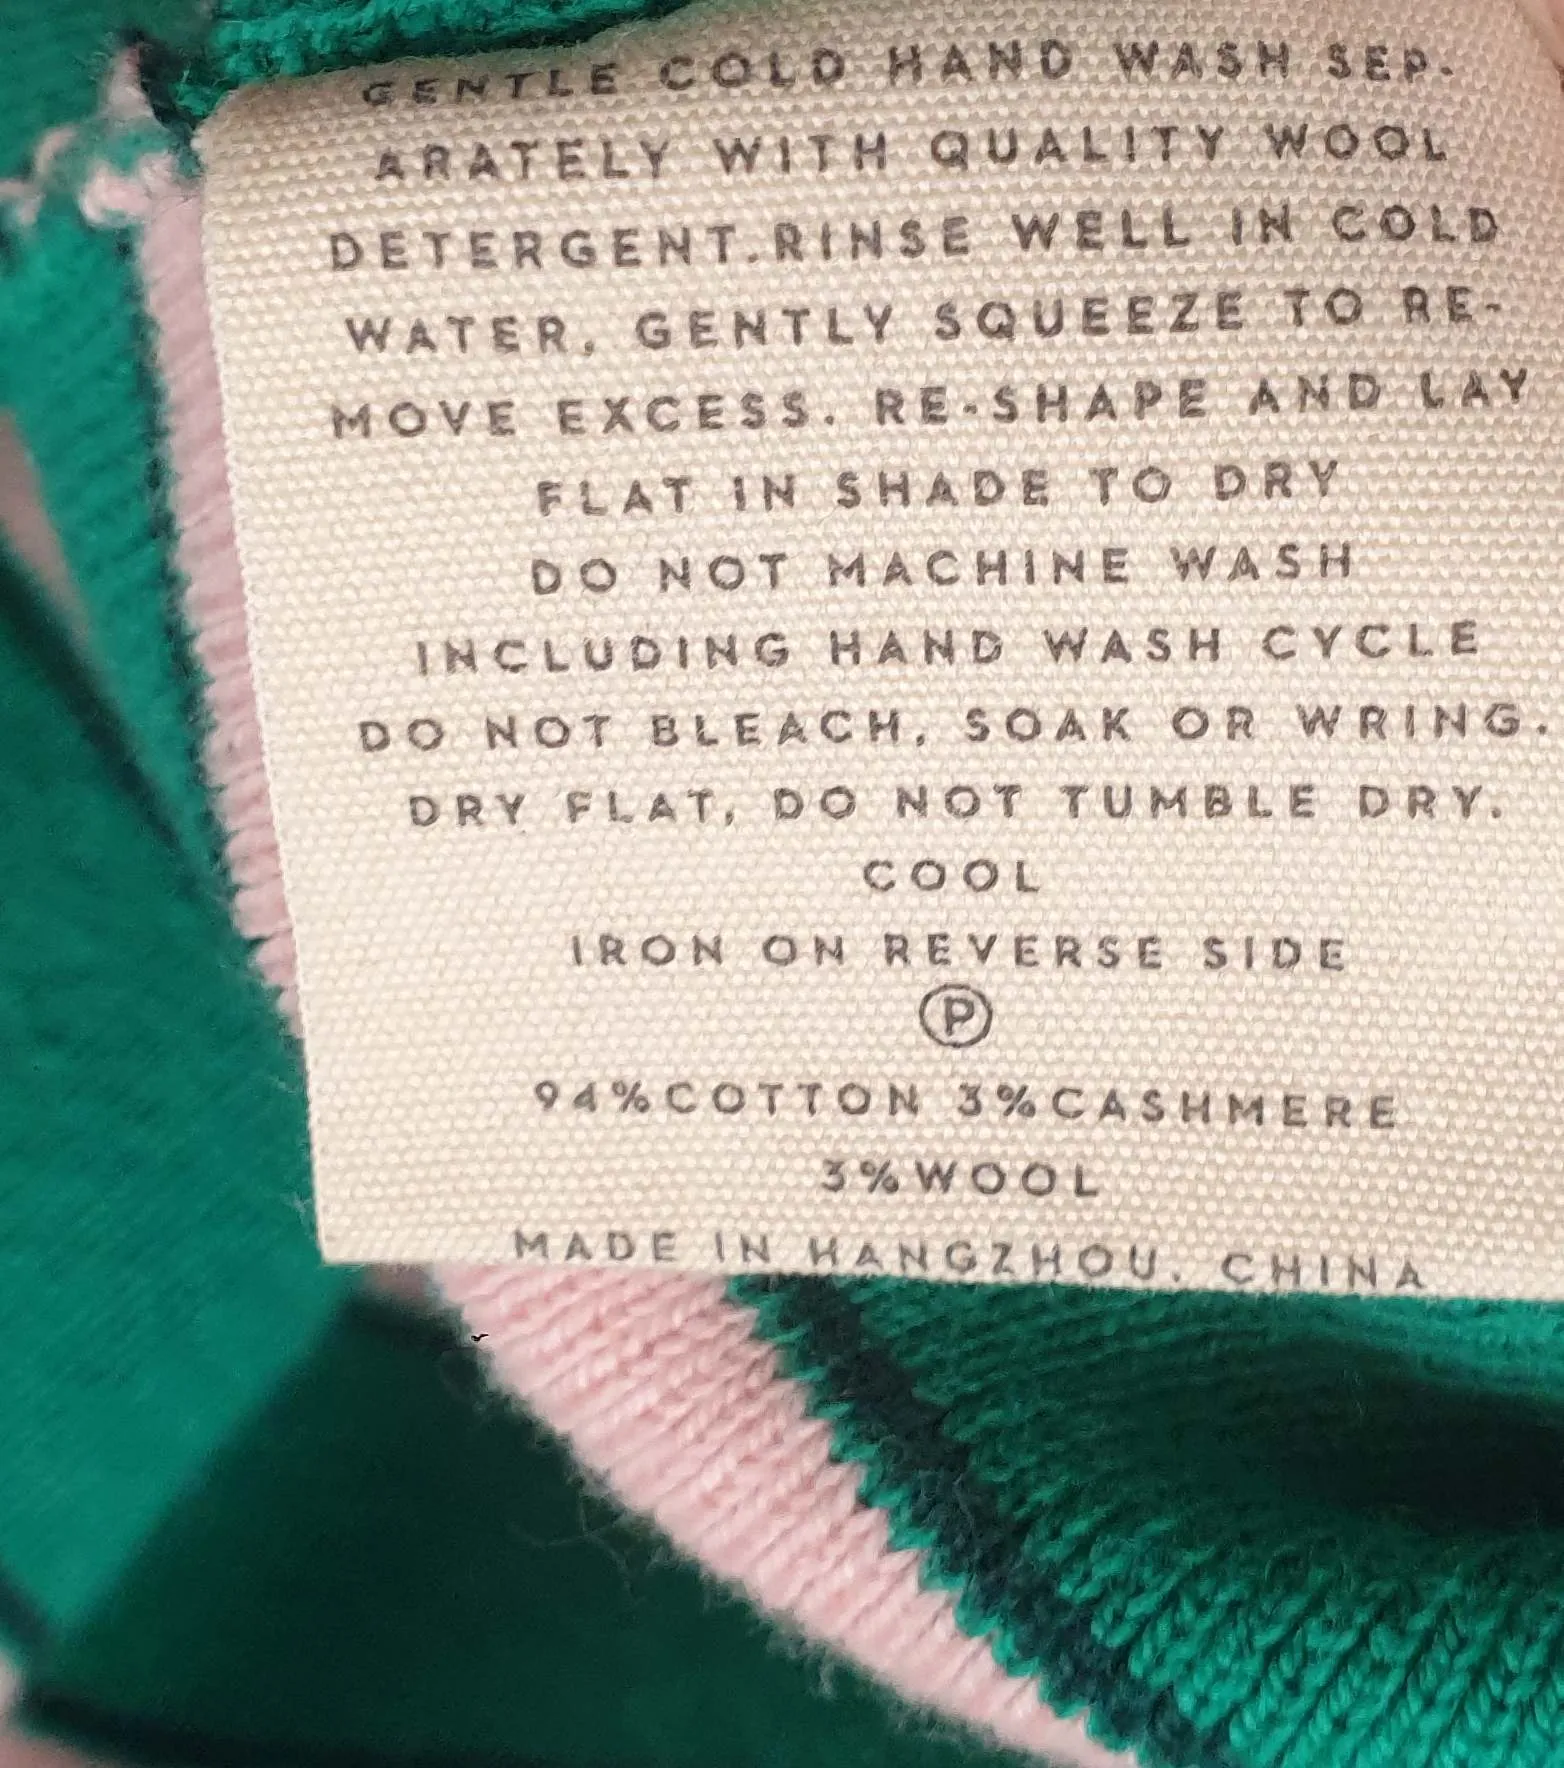 GENTLE COLD HAND WASH SEP.
ARATELY WITH QUALITY WOOL
DETERGENT.RINSE WELL IN COLD
WATER, GENTLY SQUEEZE TO RE-
MOVE EXCESS. RE-SHAPE AND LAY
FLAT IN SHADE TO DRY
DO NOT MACHINE WASH
INCLUDING HAND WASH CYCLE
DO NOT BLEACH, SOAK OR WRING.
DRY FLAT, DO NOT TUMBLE DRY.
COOL
IRON ON REVERSE SIDE
P
94%COTTON 3%CASHMERE
3%WOOL
MADE IN HANGZHOU. CHINA